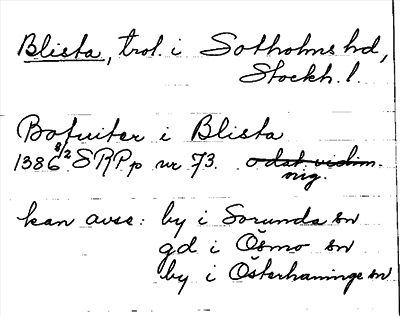 Blista, trol. i Sotholms hd,
Stockh. l.
Bofuiter i Blista
1386 8/2 SRPp nr 73. odat. vidim.
nig.
kan avse: by i Sorunda sn
gd i Ösmo sn
by i Österhaninge sn